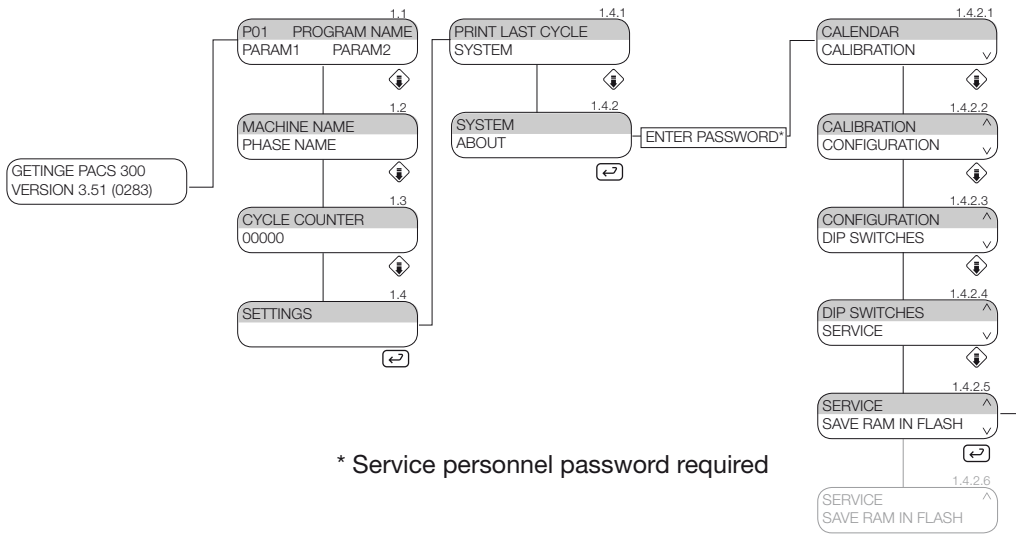 GETINGE PACS 300
VERSION 3.51 (0283)
1.1
P01 PROGRAM NAME
PARAM1 PARAM2
1.2
MACHINE NAME
PHASE NAME
1.3
CYCLE COUNTER
00000
1.4
SETTINGS
1.4.1
PRINT LAST CYCLE
SYSTEM
1.4.2
SYSTEM
ABOUT
ENTER PASSWORD*
1.4.2.1
CALENDAR
CALIBRATION
1.4.2.2
CALIBRATION
CONFIGURATION
1.4.2.3
CONFIGURATION
DIP SWITCHES
1.4.2.4
DIP SWITCHES
SERVICE
1.4.2.5
SERVICE
SAVE RAM IN FLASH
1.4.2.6
SERVICE
SAVE RAM IN FLASH
* Service personnel password required